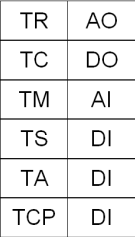 TR AO
TC DO
TM AI
TS DI
TA DI
TCP DI